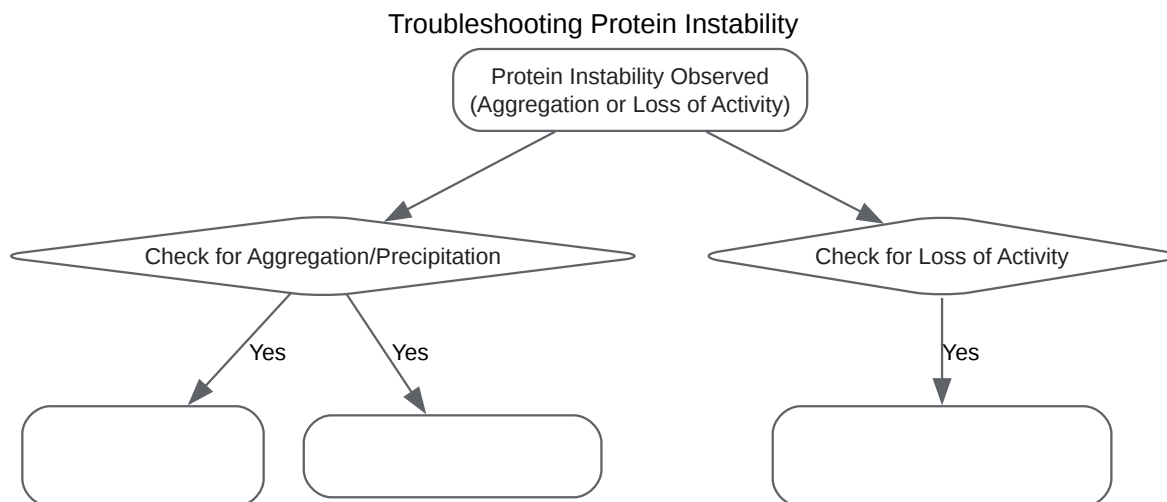 Troubleshooting Protein Instability
Protein Instability Observed
(Aggregation or Loss of Activity)
Check for Aggregation/Precipitation
Check for Loss of Activity
Yes
Yes
Yes